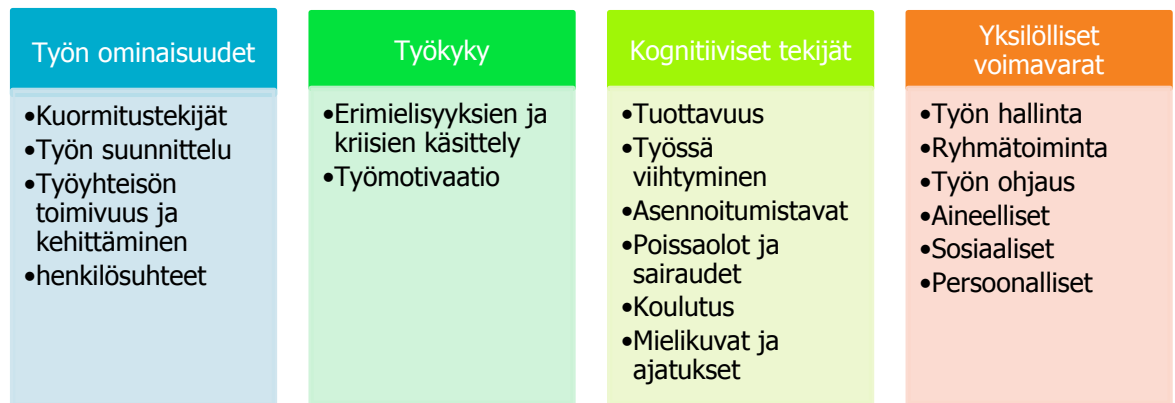 Työn ominaisuudet
•Kuormitustekijät
•Työn suunnittelu
•Työyhteisön
toimivuus ja
kehittäminen
•henkilösuhteet
Työkyky
•Erimielisyyksien ja
kriisien käsittely
•Työmotivaatio
Kognitiiviset tekijät
•Tuottavuus
•Työssä
viihtyminen
•Asennoitumistavat
•Poissaolot ja
sairaudet
•Koulutus
•Mielikuvat ja
ajatukset
Yksilölliset
voimavarat
•Työn hallinta
•Ryhmätoiminta
•Työn ohjaus
•Aineelliset
•Sosiaaliset
•Persoonalliset